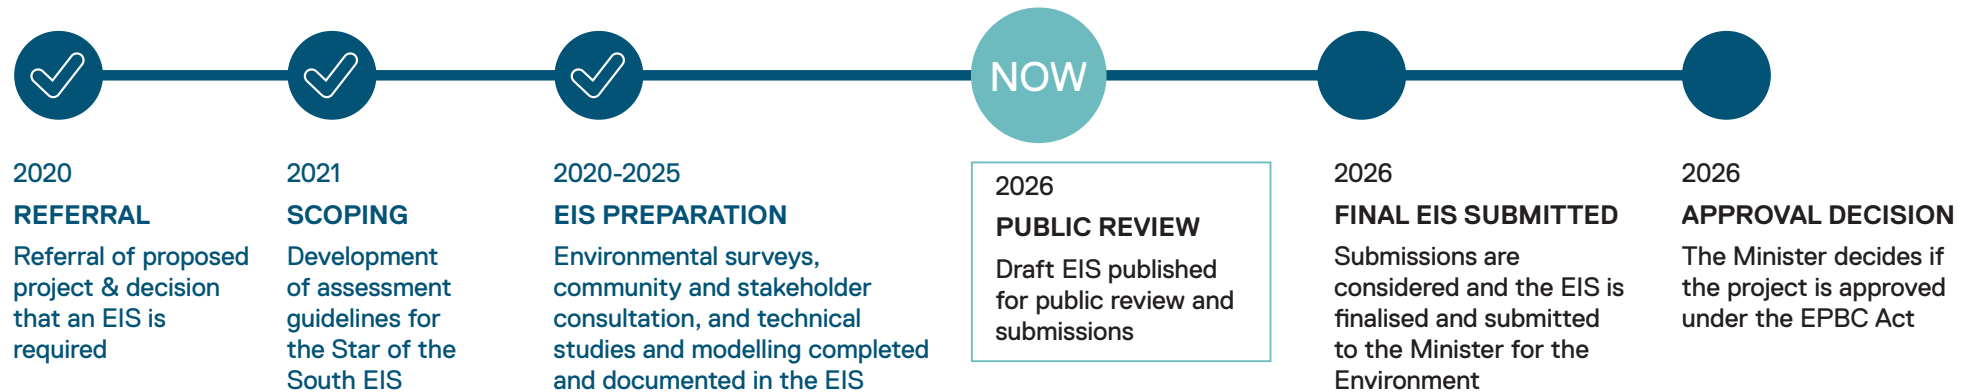 NOW
2020
REFERRAL
Referral of proposed
project & decision
that an EIS is
required
2021
SCOPING
Development
of assessment
guidelines for
the Star of the
South EIS
2020-2025
EIS PREPARATION
Environmental surveys,
community and stakeholder
consultation, and technical
studies and modelling completed
and documented in the EIS
2026
PUBLIC REVIEW
Draft EIS published
for public review and
submissions
2026
FINAL EIS SUBMITTED
Submissions are
considered and the EIS is
finalised and submitted
to the Minister for the
Environment
2026
APPROVAL DECISION
The Minister decides if
the project is approved
under the EPBC Act